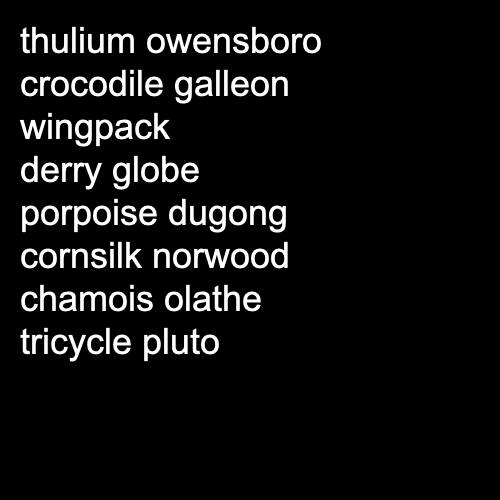 thulium owensboro
crocodile galleon
wingpack
derry globe
porpoise dugong
cornsilk norwood
chamois olathe
tricycle pluto